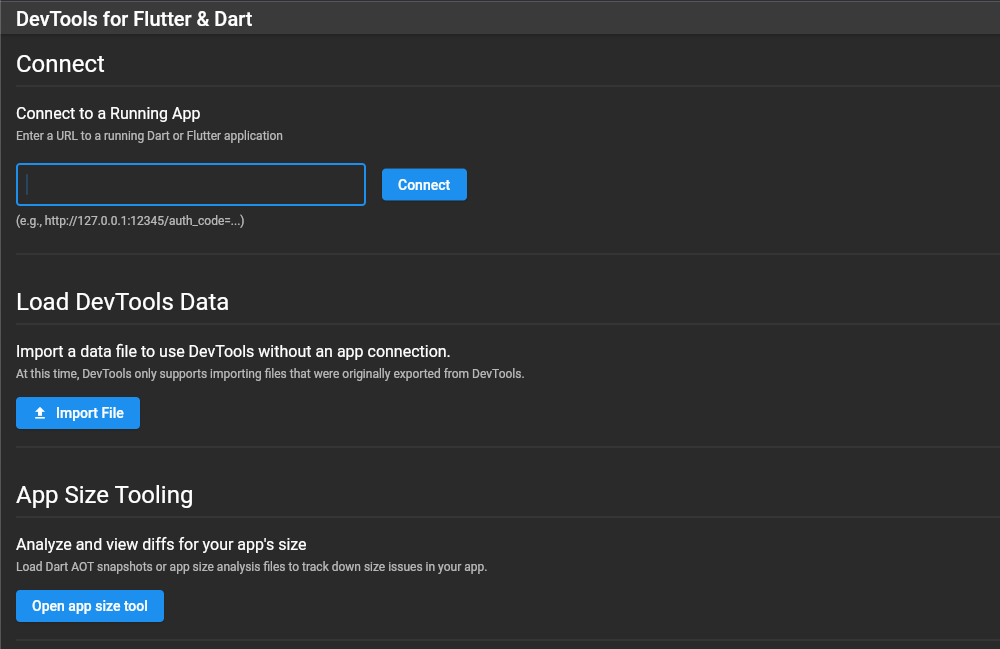 DevTools for Flutter & Dart
Connect
Connect to a Running App
Enter a URL to a running Dart or Flutter application
Connect
(e.g., http://127.0.0.1:12345/auth_code=...)
Load DevTools Data
Import a data file to use DevTools without an app connection.
At this time, DevTools only supports importing files that were originally exported from DevTools.
Import File
App Size Tooling
Analyze and view diffs for your app's size
Load Dart AOT snapshots or app size analysis files to track down size issues in your app.
Open app size tool